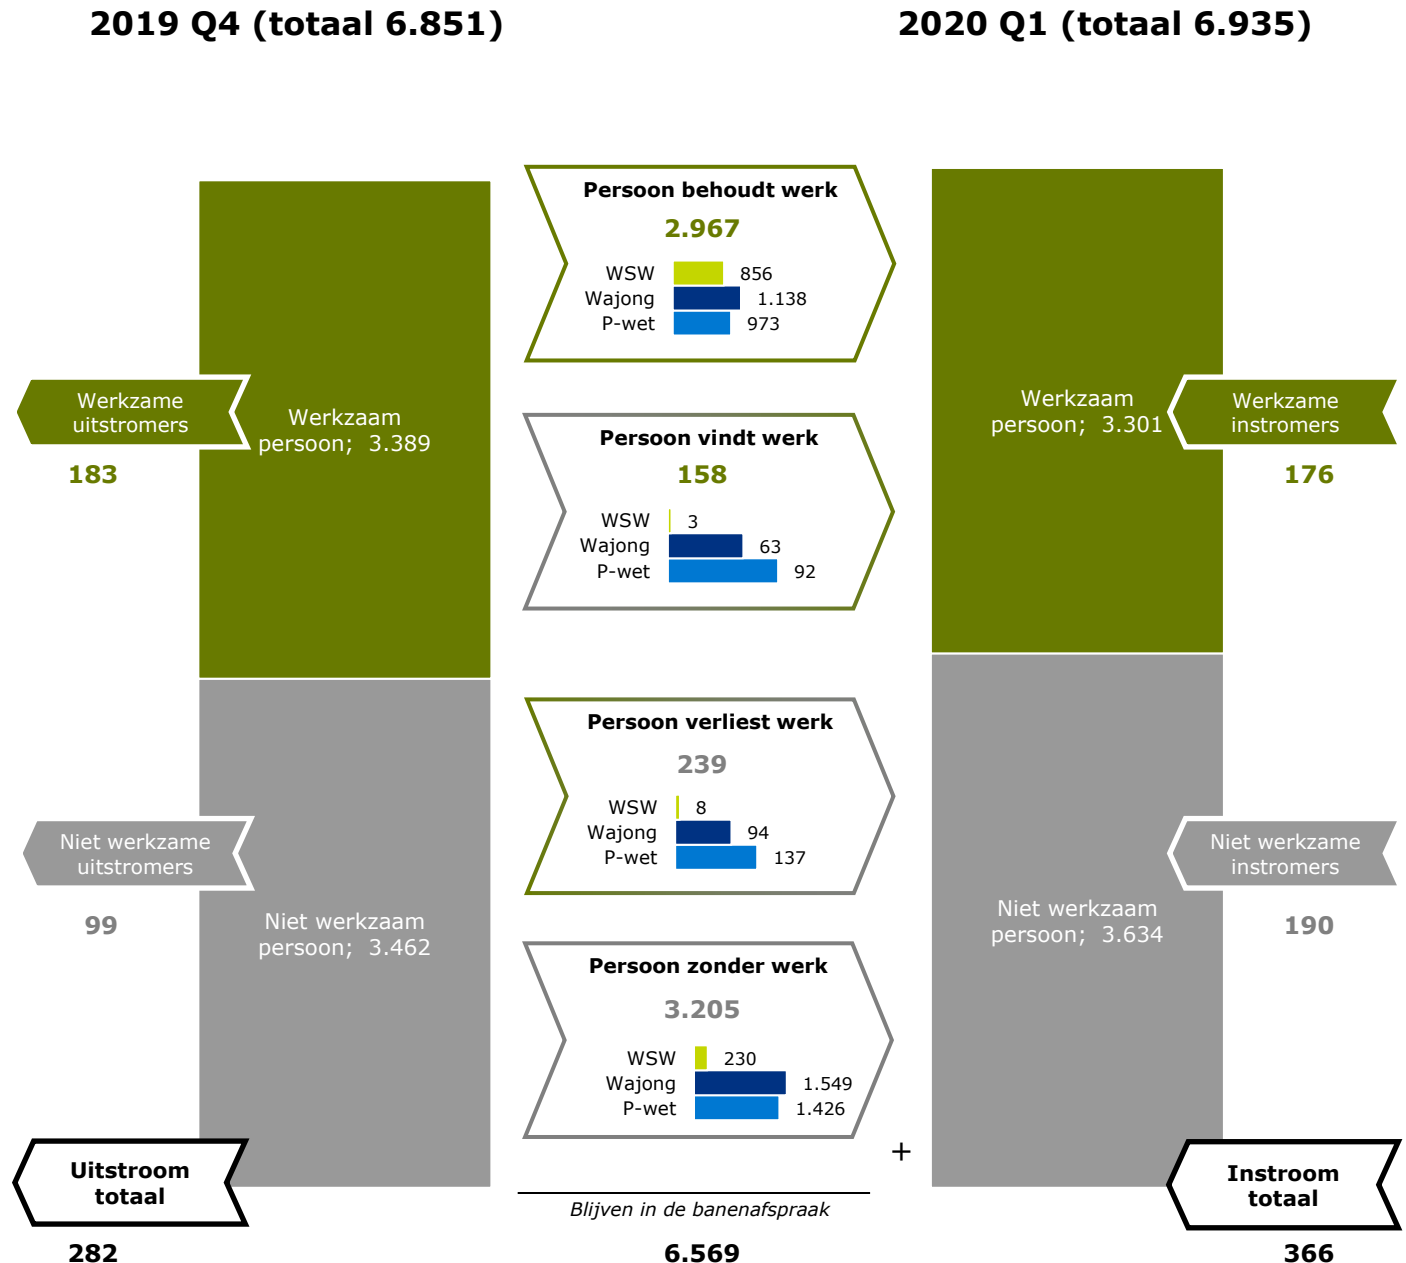 2019 Q4 (totaal 6.851)
2020 Q1 (totaal 6.935)
Persoon behoudt werk
2.967
WSW 856
Wajong 1.138
P-wet 973
Werkzame
uitstromers
183
Werkzaam
persoon; 3.389
Persoon vindt werk
158
WSW 3
Wajong 63
P-wet 92
Werkzaam
persoon; 3.301
Werkzame
instromers
176
Persoon verliest werk
239
WSW 8
Wajong 94
P-wet 137
Niet werkzame
uitstromers
99
Niet werkzaam
persoon; 3.462
Persoon zonder werk
3.205
WSW 230
Wajong 1.549
P-wet 1.426
Niet werkzaam
persoon; 3.634
Niet werkzame
instromers
190
+
Uitstroom
totaal
282
Blijven in de banenafspraak
6.569
Instroom
totaal
366